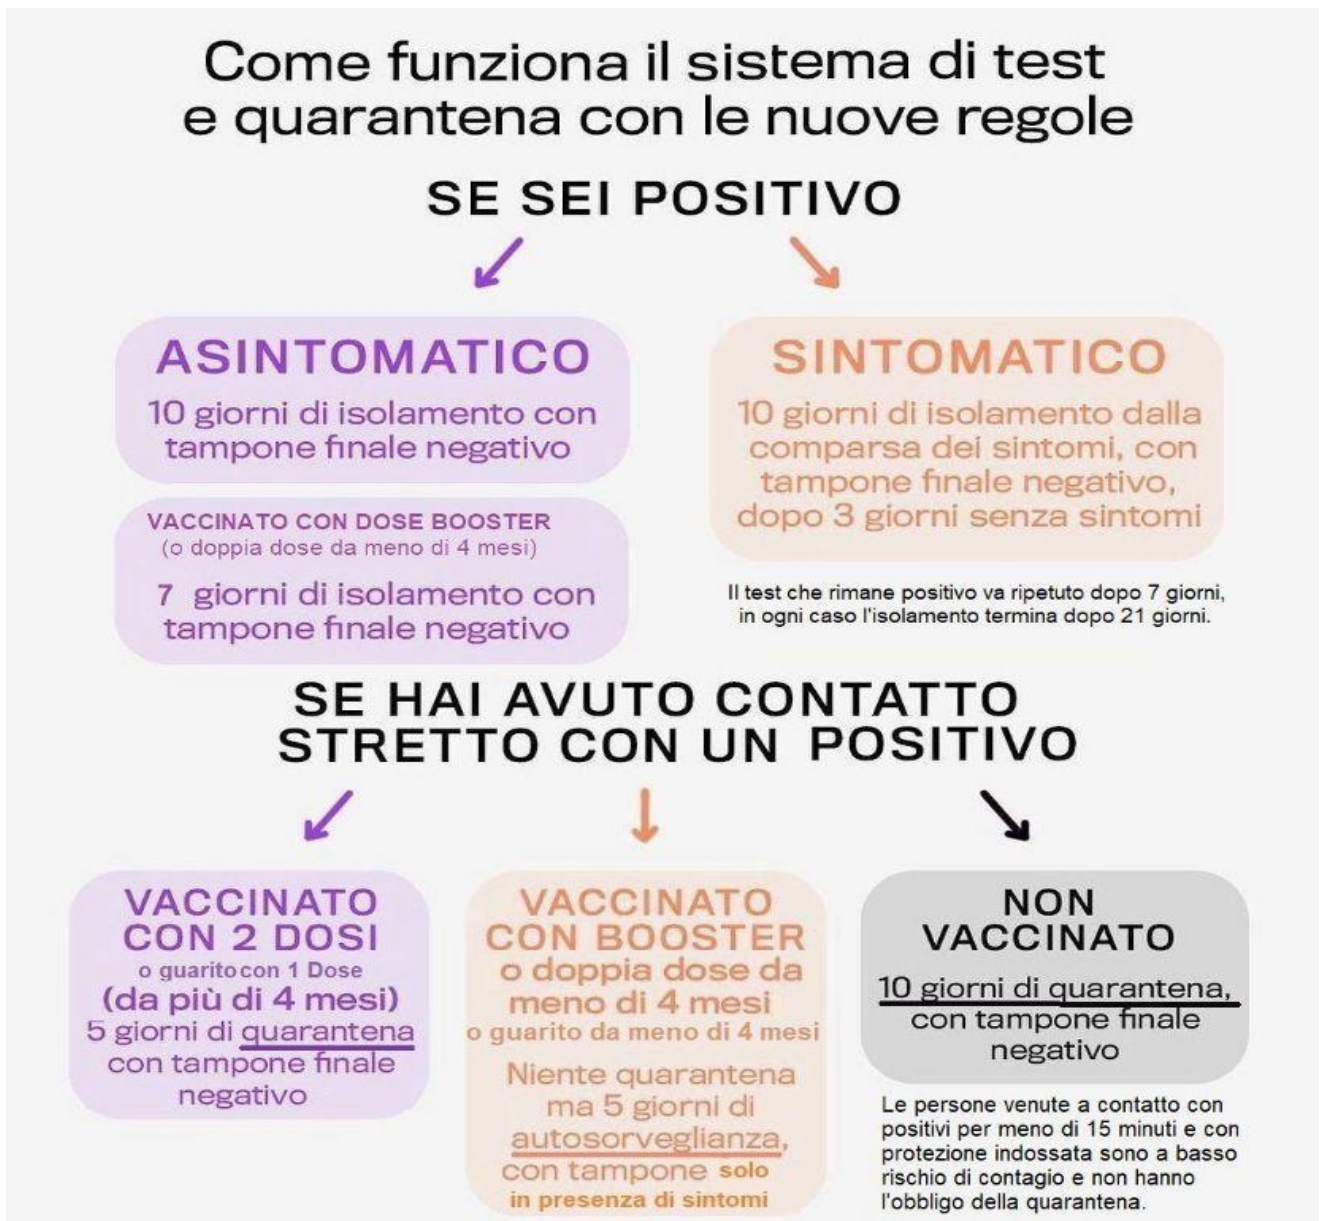 Come funziona il sistema di test
e quarantena con le nuove regole
SE SEI POSITIVO
ASINTOMATICO
10 giorni di isolamento con
tampone finale negativo
VACCINATO CON DOSE BOOSTER
(o doppia dose da meno di 4 mesi)
7 giorni di isolamento con
tampone finale negativo
SINTOMATICO
10 giorni di isolamento dalla
comparsa dei sintomi, con
tampone finale negativo,
dopo 3 giorni senza sintomi
Il test che rimane positivo va ripetuto dopo 7 giorni,
in ogni caso l'isolamento termina dopo 21 giorni.
SE HAI AVUTO CONTATTO
STRETTO CON UN POSITIVO
VACCINATO
CON 2 DOSI
o guarito con 1 Dose
(da più di 4 mesi)
5 giorni di quarantena
con tampone finale
negativo
VACCINATO
CON BOOSTER
o doppia dose da
meno di 4 mesi
o guarito da meno di 4 mesi
Niente quarantena
ma 5 giorni di
autosorveglianza,
con tampone solo
in presenza di sintomi
NON
VACCINATO
10 giorni di quarantena,
con tampone finale
negativo
Le persone venute a contatto con
positivi per meno di 15 minuti e con
protezione indossata sono a basso
rischio di contagio e non hanno
l'obbligo della quarantena.